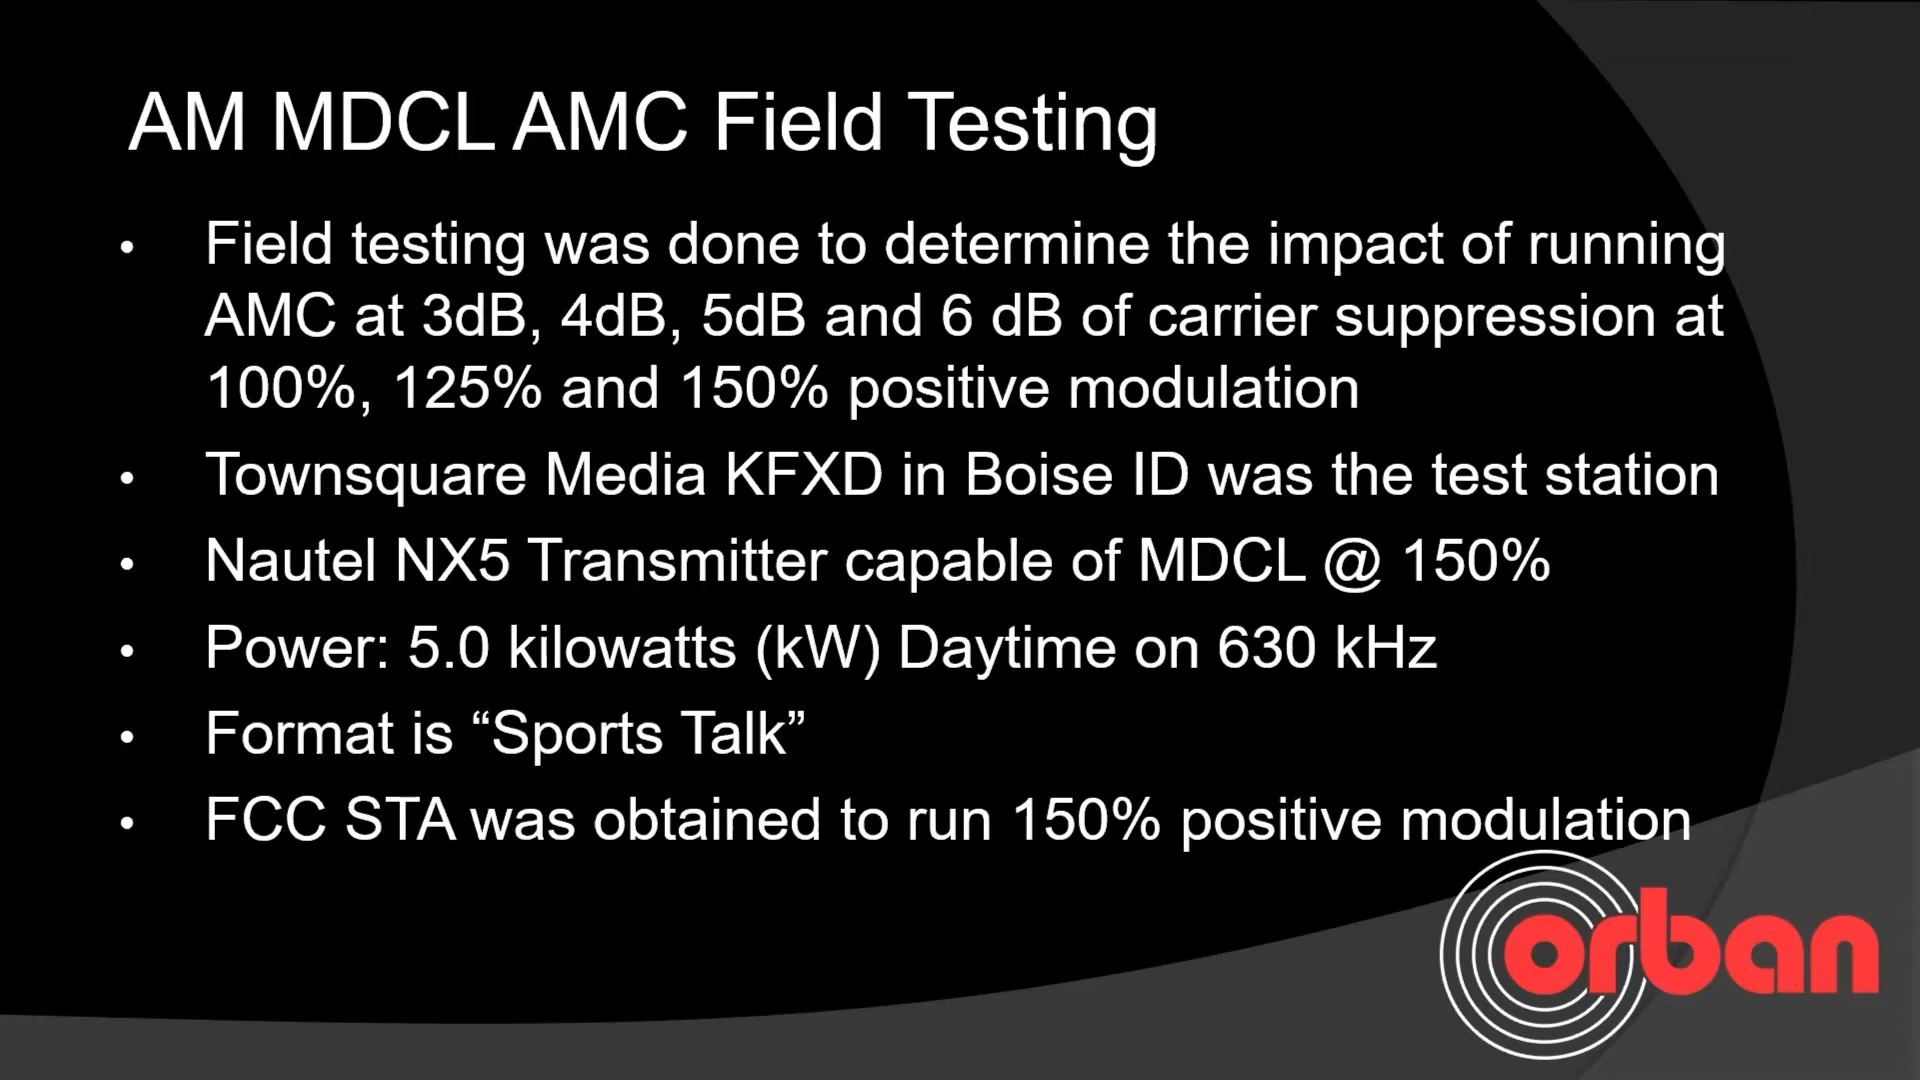 AM MDCL AMC Field Testing
• Field testing was done to determine the impact of running
AMC at 3dB, 4dB, 5dB and 6 dB of carrier suppression at
100%, 125% and 150% positive modulation
• Townsquare Media KFXD in Boise ID was the test station
• Nautel NX5 Transmitter capable of MDCL @ 150%
• Power: 5.0 kilowatts (kW) Daytime on 630 kHz
• Format is “Sports Talk”
• FCC STA was obtained to run 150% positive modulation
orban